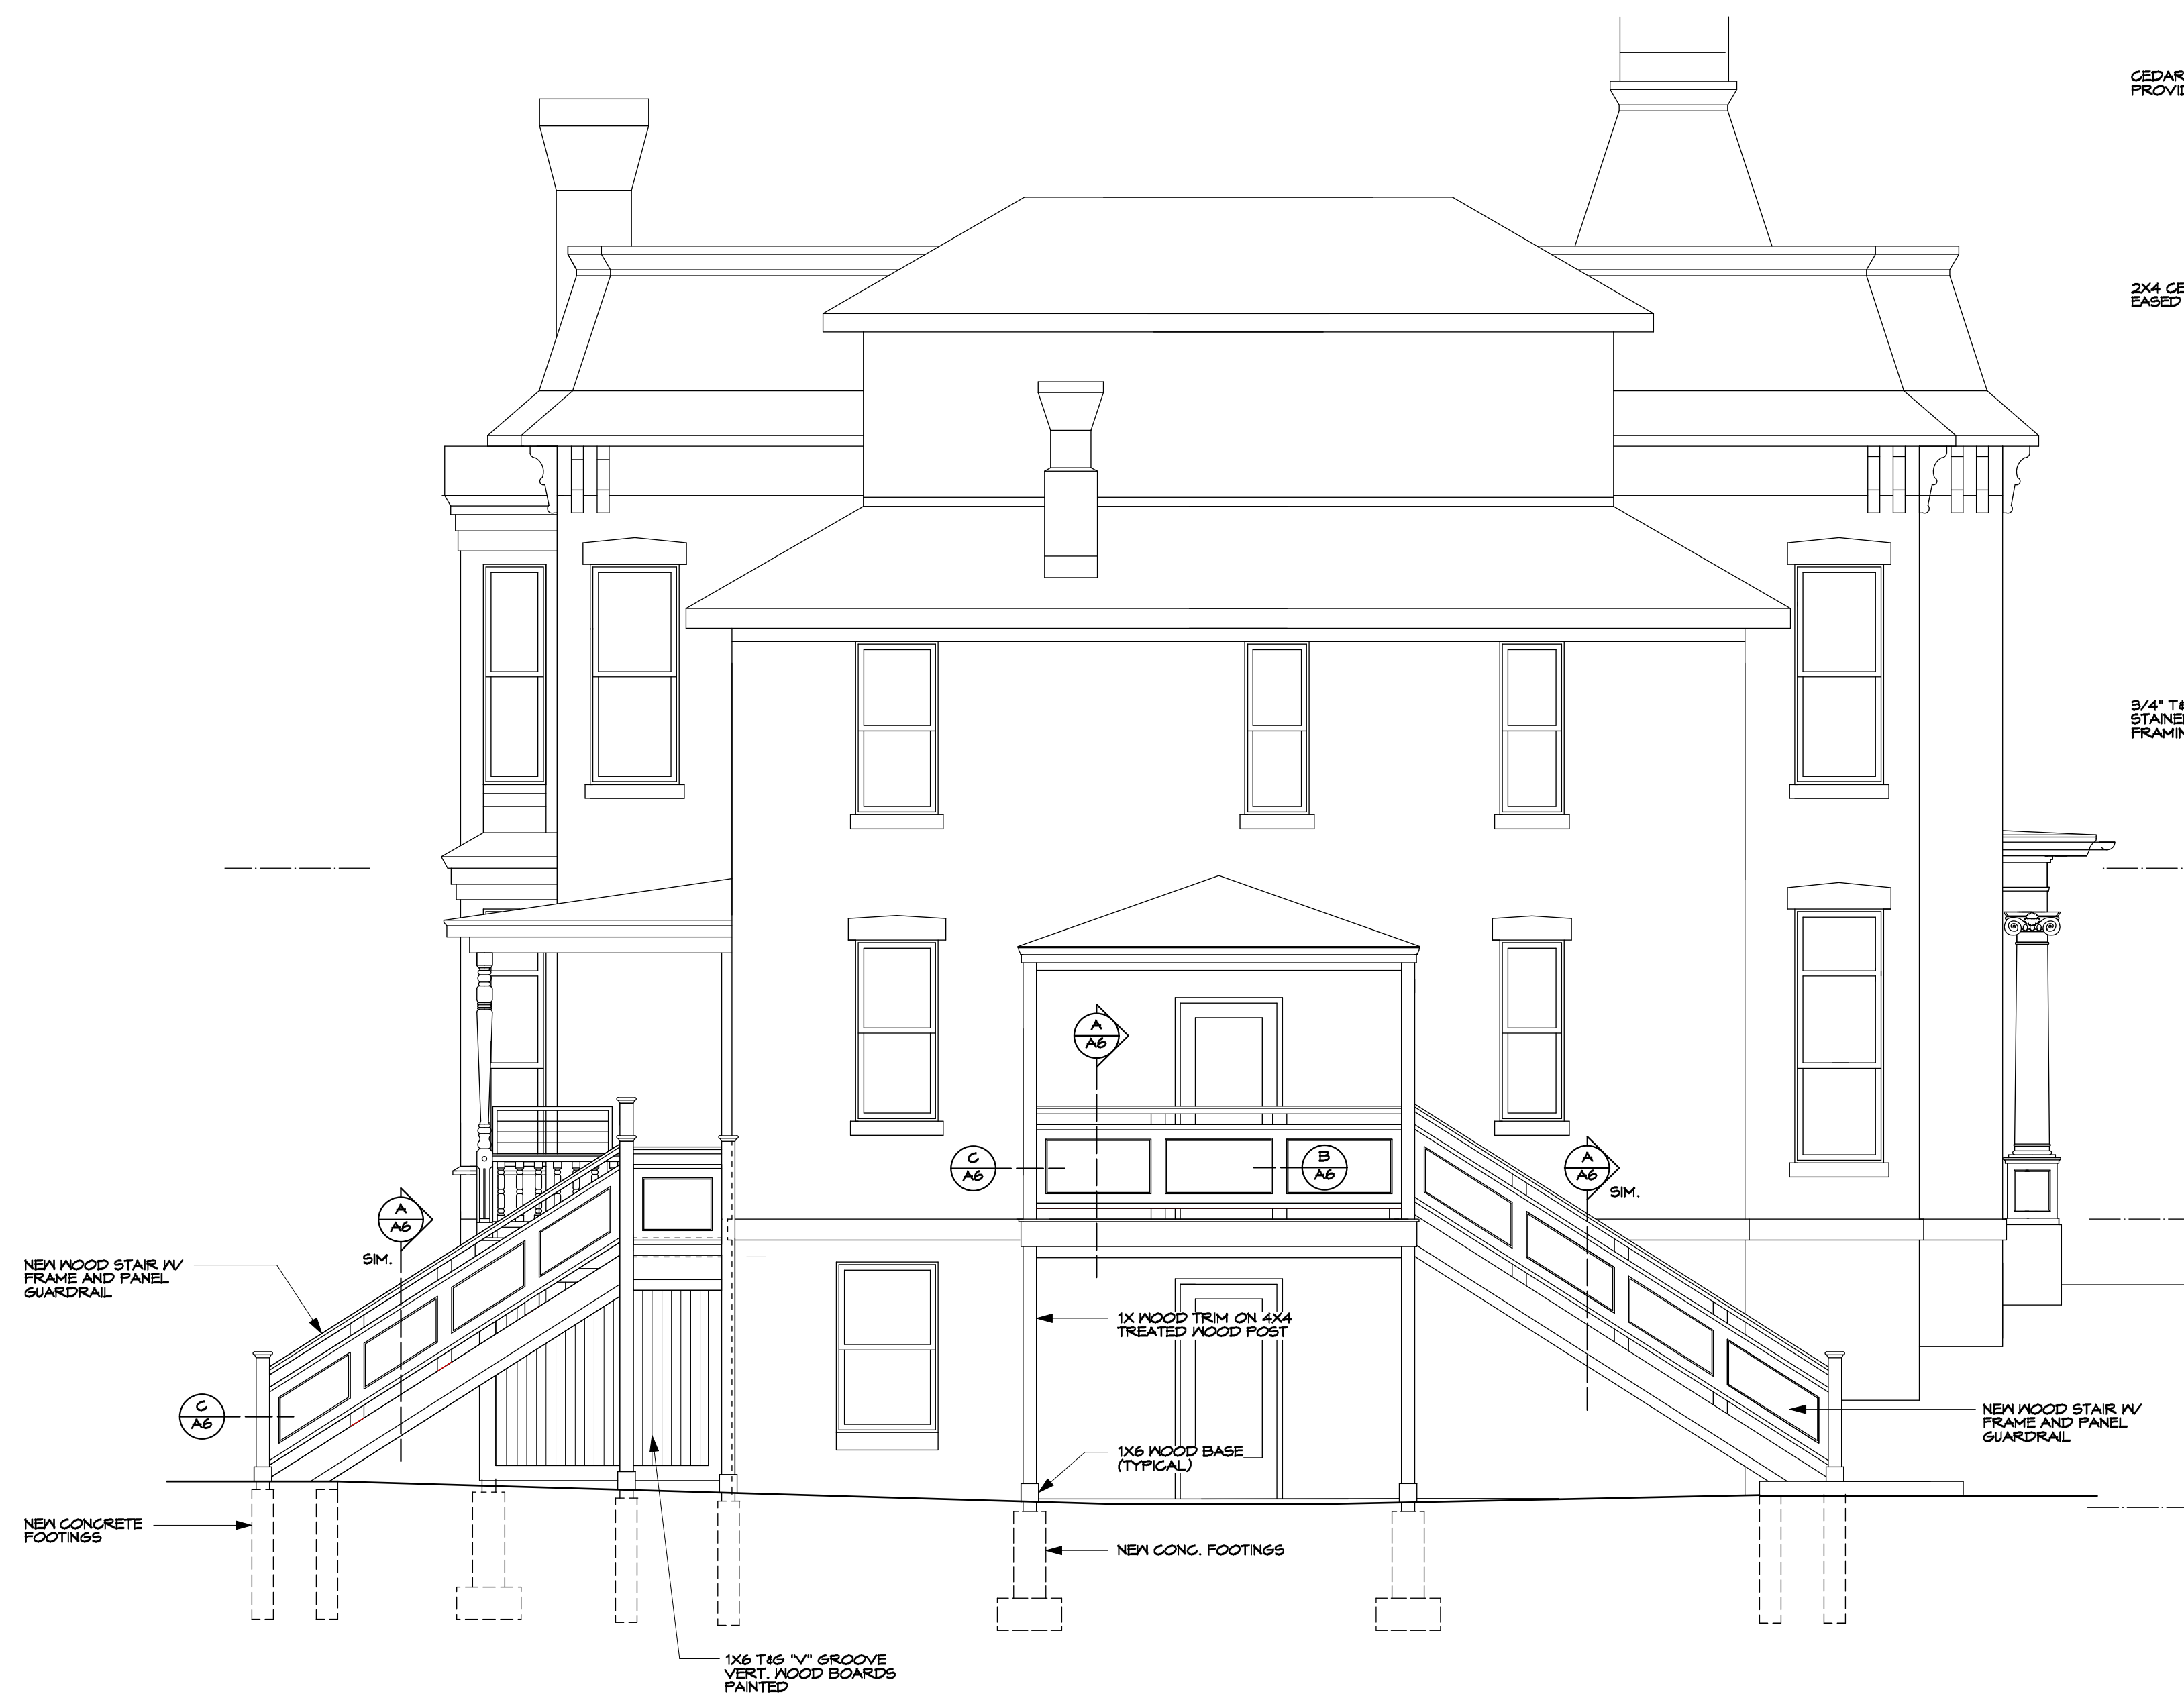 CEDAR
PROVID
2X4 CE
EASED
3/4" T&
STAINE
FRAMIN
A
A6
C
A6
B
A6
A
A6
SIM.
A
A6
SIM.
NEW WOOD STAIR W/
FRAME AND PANEL
GUARDRAIL
1X WOOD TRIM ON 4X4
TREATED WOOD POST
C
A6
NEW WOOD STAIR W/
FRAME AND PANEL
GUARDRAIL
1X6 WOOD BASE
(TYPICAL)
NEW CONCRETE
FOOTINGS
NEW CONC. FOOTINGS
1X6 T&G "V" GROOVE
VERT. WOOD BOARDS
PAINTED